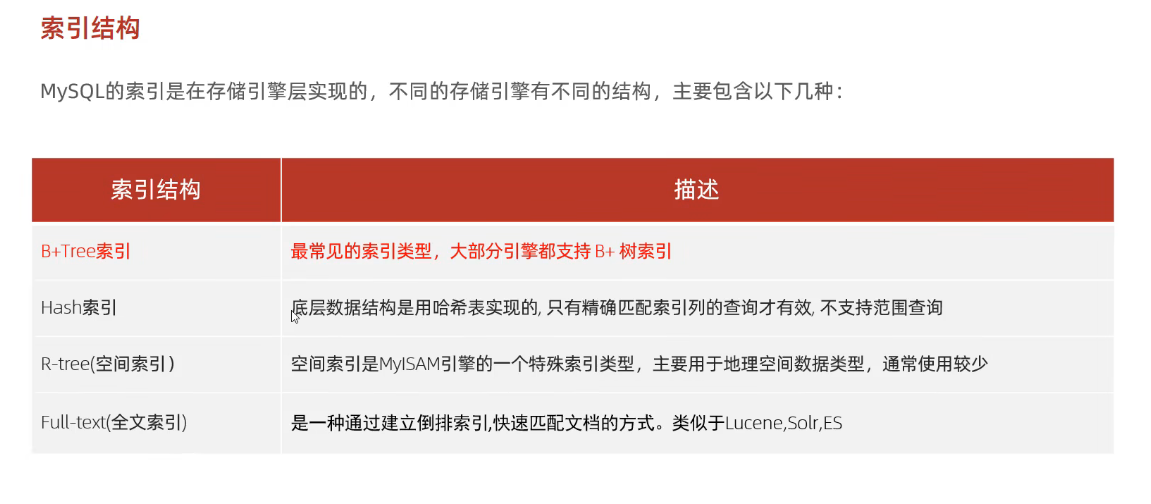 索引结构
MySQL的索引是在存储引擎层实现的，不同的存储引擎有不同的结构，主要包含以下几种：
索引结构 描述
B+Tree索引 最常见的索引类型，大部分引擎都支持 B+ 树索引
Hash索引 底层数据结构是用哈希表实现的, 只有精确匹配索引列的查询才有效, 不支持范围查询
R-tree(空间索引） 空间索引是MyISAM引擎的一个特殊索引类型，主要用于地理空间数据类型，通常使用较少
Full-text(全文索引) 是一种通过建立倒排索引,快速匹配文档的方式。类似于Lucene,Solr,ES